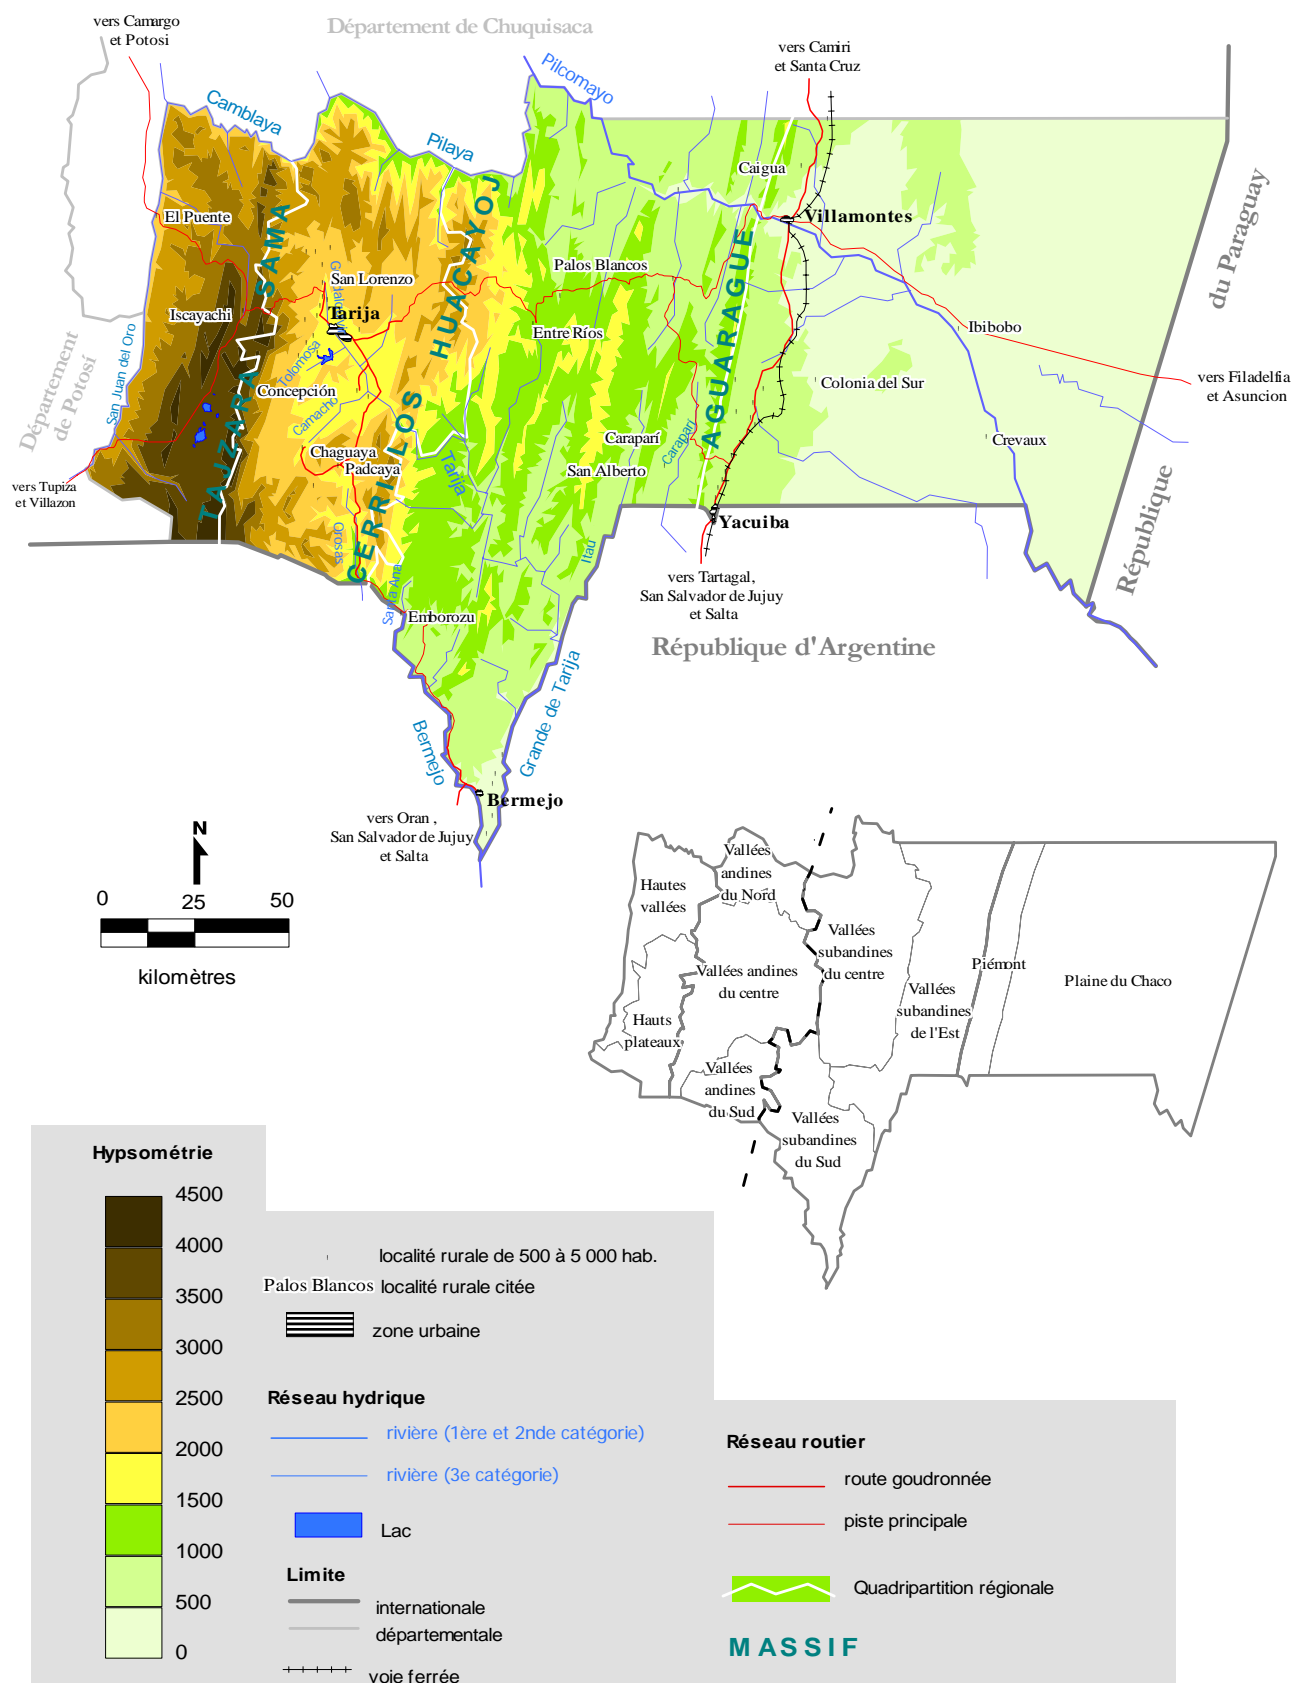 vers Camargo
et Potosi
Département de Chuquisaca
vers Camiri
et Santa Cruz
Pilcomayo
Camblaya
Pilaya
Caigua
El Puente
Villamontes
SAMA
HUACAYOJ
AGUARAGUE
du Paraguay
San Lorenzo
Palos Blancos
Iscayachi
Tarija
Entre Ríos
Ibibobo
San Juan del Oro
Tolomosa
Département
de Potosí
Concepción
Colonia del Sur
vers Filadelfia
et Asuncion
Camacho
TAJZARA
CERRILLOS
Chaguaya
Padcaya
Tarija
Caraparí
Caraparí
San Alberto
Crevaux
vers Tupiza
et Villazon
Yacuiba
Orosas
Santa Ana
Itau
République
vers Tartagal,
San Salvador de Jujuy
et Salta
Emborozu
République d'Argentine
Grande de Tarija
Bermejo
Bermejo
vers Oran ,
San Salvador de Jujuy
et Salta
N
0 25 50
kilomètres
Vallées
andines
du Nord
Hautes
vallées
Vallées
subandines
du centre
Vallées andines
du centre
Piémont
Plaine du Chaco
Vallées
subandines
de l'Est
Hauts
plateaux
Vallées
andines
du Sud
Vallées
subandines
du Sud
Hypsométrie
4500
4000
3500
3000
2500
2000
1500
1000
500
0
localité rurale de 500 à 5 000 hab.
Palos Blancos localité rurale citée
zone urbaine
Réseau hydrique
rivière (1ère et 2nde catégorie)
rivière (3e catégorie)
Lac
Limite
internationale
départementale
voie ferrée
Réseau routier
route goudronnée
piste principale
Quadripartition régionale
MASSIF